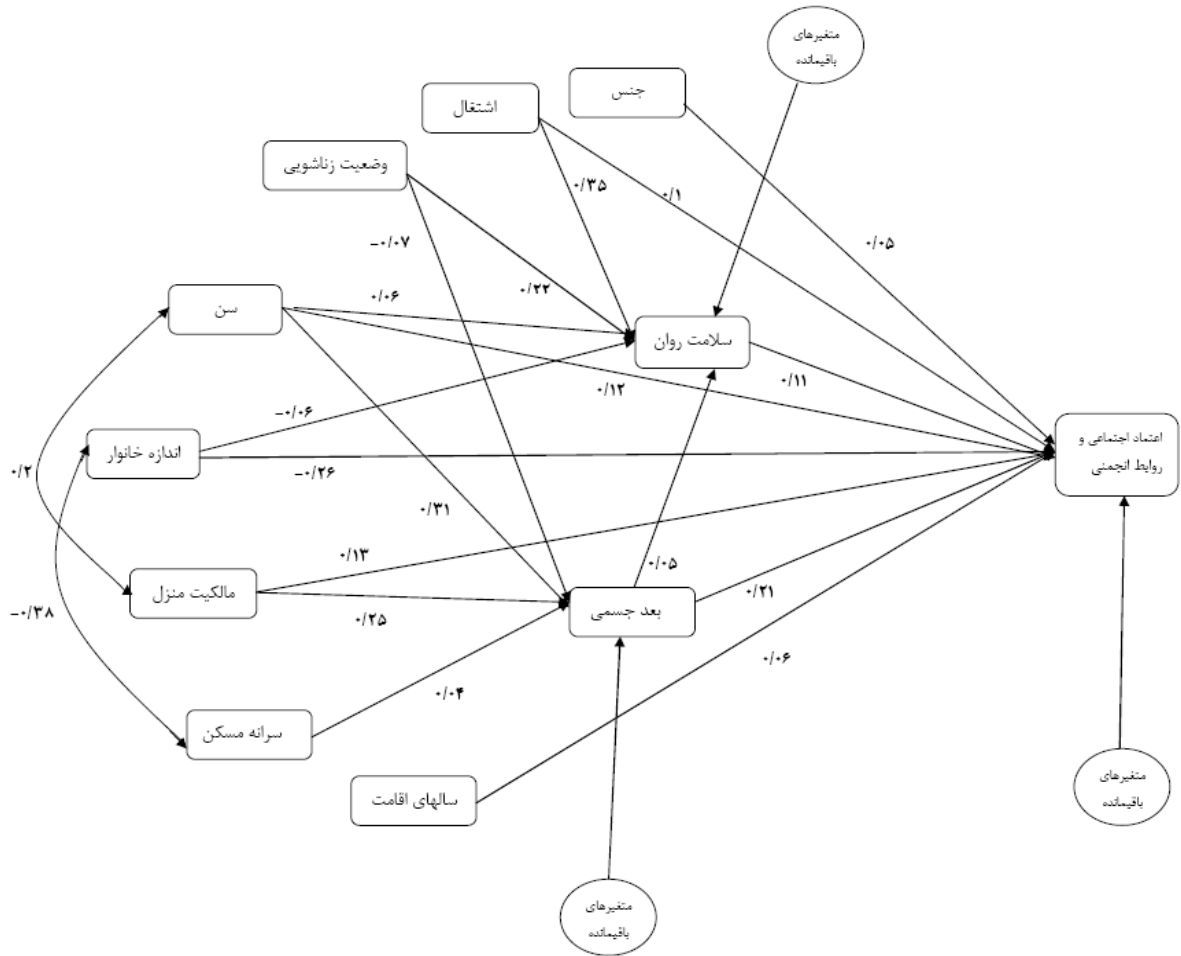 متغیرهای
باقیمانده
جنس
اشتغال
وضعیت زناشویی
۰/۳۵
۰/۱
۰/۰۵
-۰/۰۷
۰/۲۲
۰/۰۶
سن
سلامت روان
۰/۱۲
۰/۱۱
-۰/۰۶
اندازه خانوار
اعتماد اجتماعی و
روابط انجمنی
۰/۲
-۰/۲۶
۰/۳۱
۰/۱۳
۰/۰۵
مالکیت منزل
۰/۲۵
بعد جسمی
۰/۲۱
-۰/۳۸
۰/۰۶
۰/۰۴
سرانه مسکن
سالهای اقامت
متغیرهای
باقیمانده
متغیرهای
باقیمانده